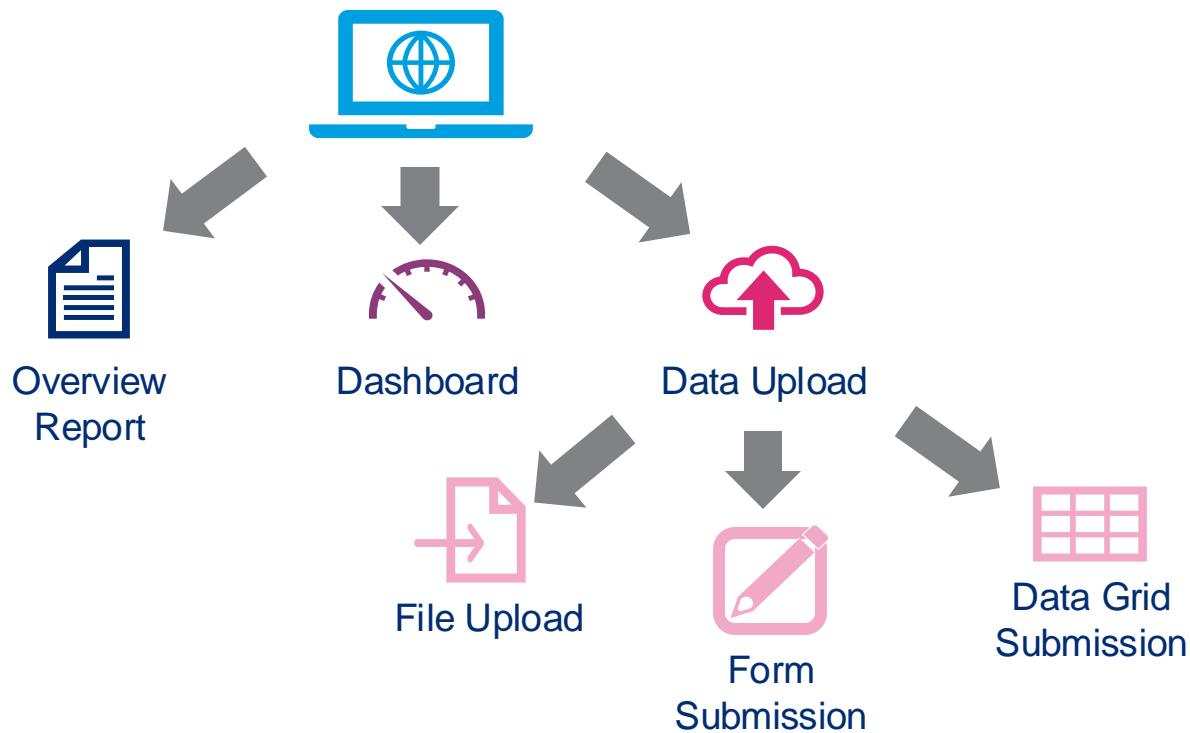 Overview
Report
Dashboard
Data Upload
File Upload
Form
Submission
Data Grid
Submission